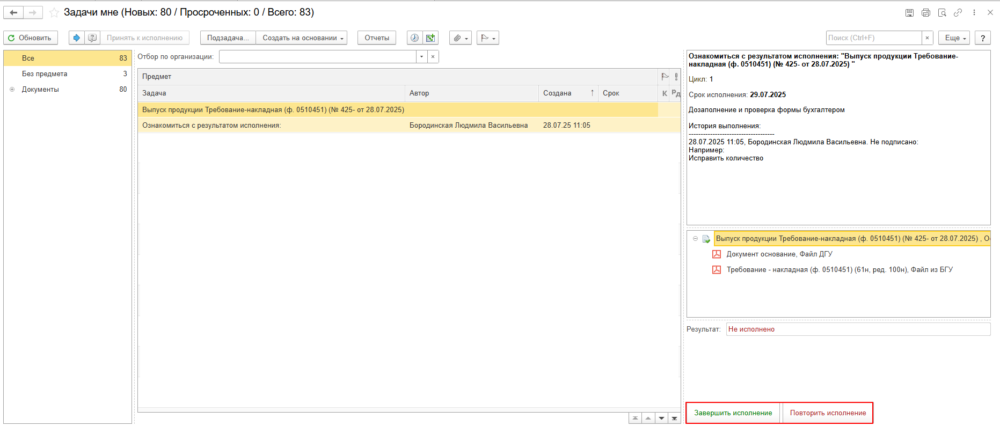 Задачи мне (Новых: 80 / Просроченных: 0 / Всего: 83)
Обновить
Принять к исполнению
Подзадача...
Создать на основании
Отчеты
Поиск (Ctrl+F)
×
Еще
?
Все 83
Без предмета 3
Документы 80
Отбор по организации:
×
Предмет
Задача Автор Создана ↑ Срок К Рд
Выпуск продукции Требование-накладная (ф. 0510451) (№ 425- от 28.07.2025)
Ознакомиться с результатом исполнения: Бородинская Людмила Васильевна 28.07.25 11:05
Ознакомиться с результатом исполнения: "Выпуск продукции Требование-
накладная (ф. 0510451) (№ 425- от 28.07.2025) "
Цикл: 1
Срок исполнения: 29.07.2025
Дозаполнение и проверка формы бухгалтером
История выполнения:
------------------------------------
28.07.2025 11:05, Бородинская Людмила Васильевна. Не подписано:
Например:
Исправить количество
Выпуск продукции Требование-накладная (ф. 0510451) (№ 425- от 28.07.2025) , Ос
Документ основание, Файл ДГУ
Требование - накладная (ф. 0510451) (61н, ред. 100н), Файл из БГУ
Результат: Не исполнено
Завершить исполнение
Повторить исполнение